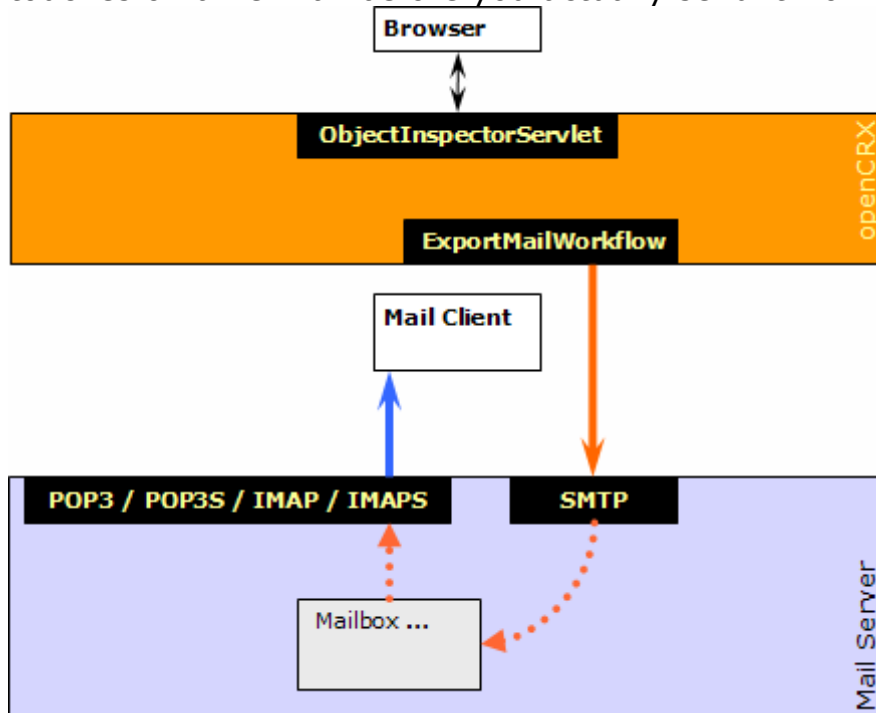 Browser
ObjectInspectorServlet
openCRX
ExportMailWorkflow
Mail Client
POP3 / POP3S / IMAP / IMAPS
SMTP
Mailbox ...
Mail Server